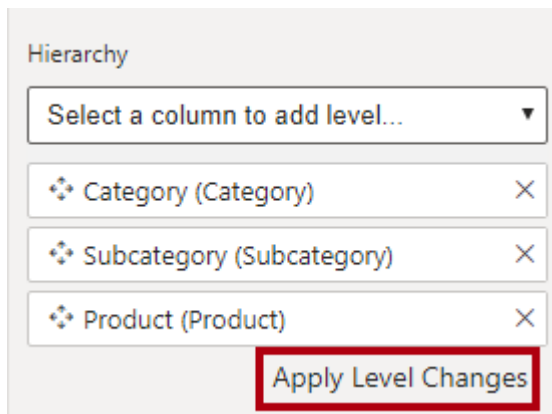 Hierarchy
Select a column to add level...
Category (Category)
Subcategory (Subcategory)
Product (Product)
Apply Level Changes